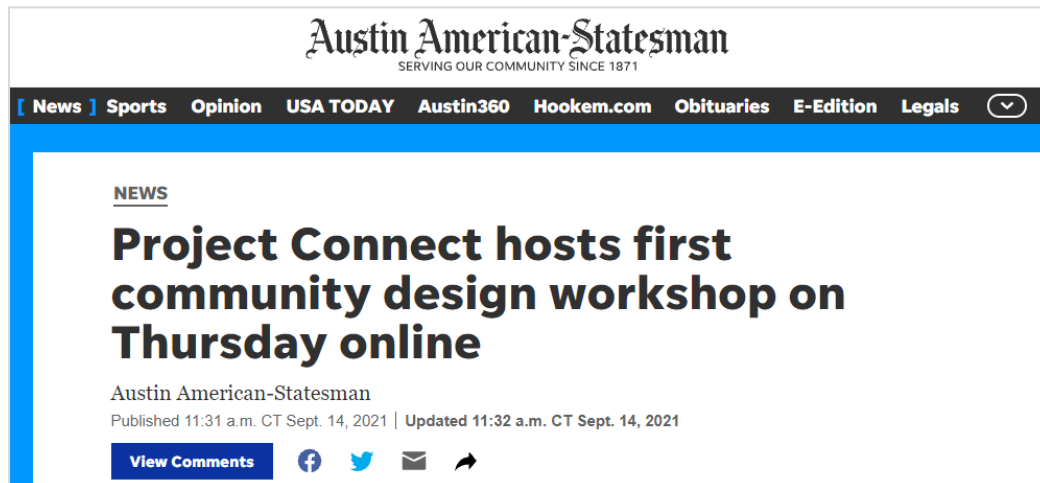 Austin American-Statesman
SERVING OUR COMMUNITY SINCE 1871
[ News ] Sports Opinion USA TODAY Austin360 Hookem.com Obituaries E-Edition Legals
NEWS
Project Connect hosts first
community design workshop on
Thursday online
Austin American-Statesman
Published 11:31 a.m. CT Sept. 14, 2021 | Updated 11:32 a.m. CT Sept. 14, 2021
View Comments